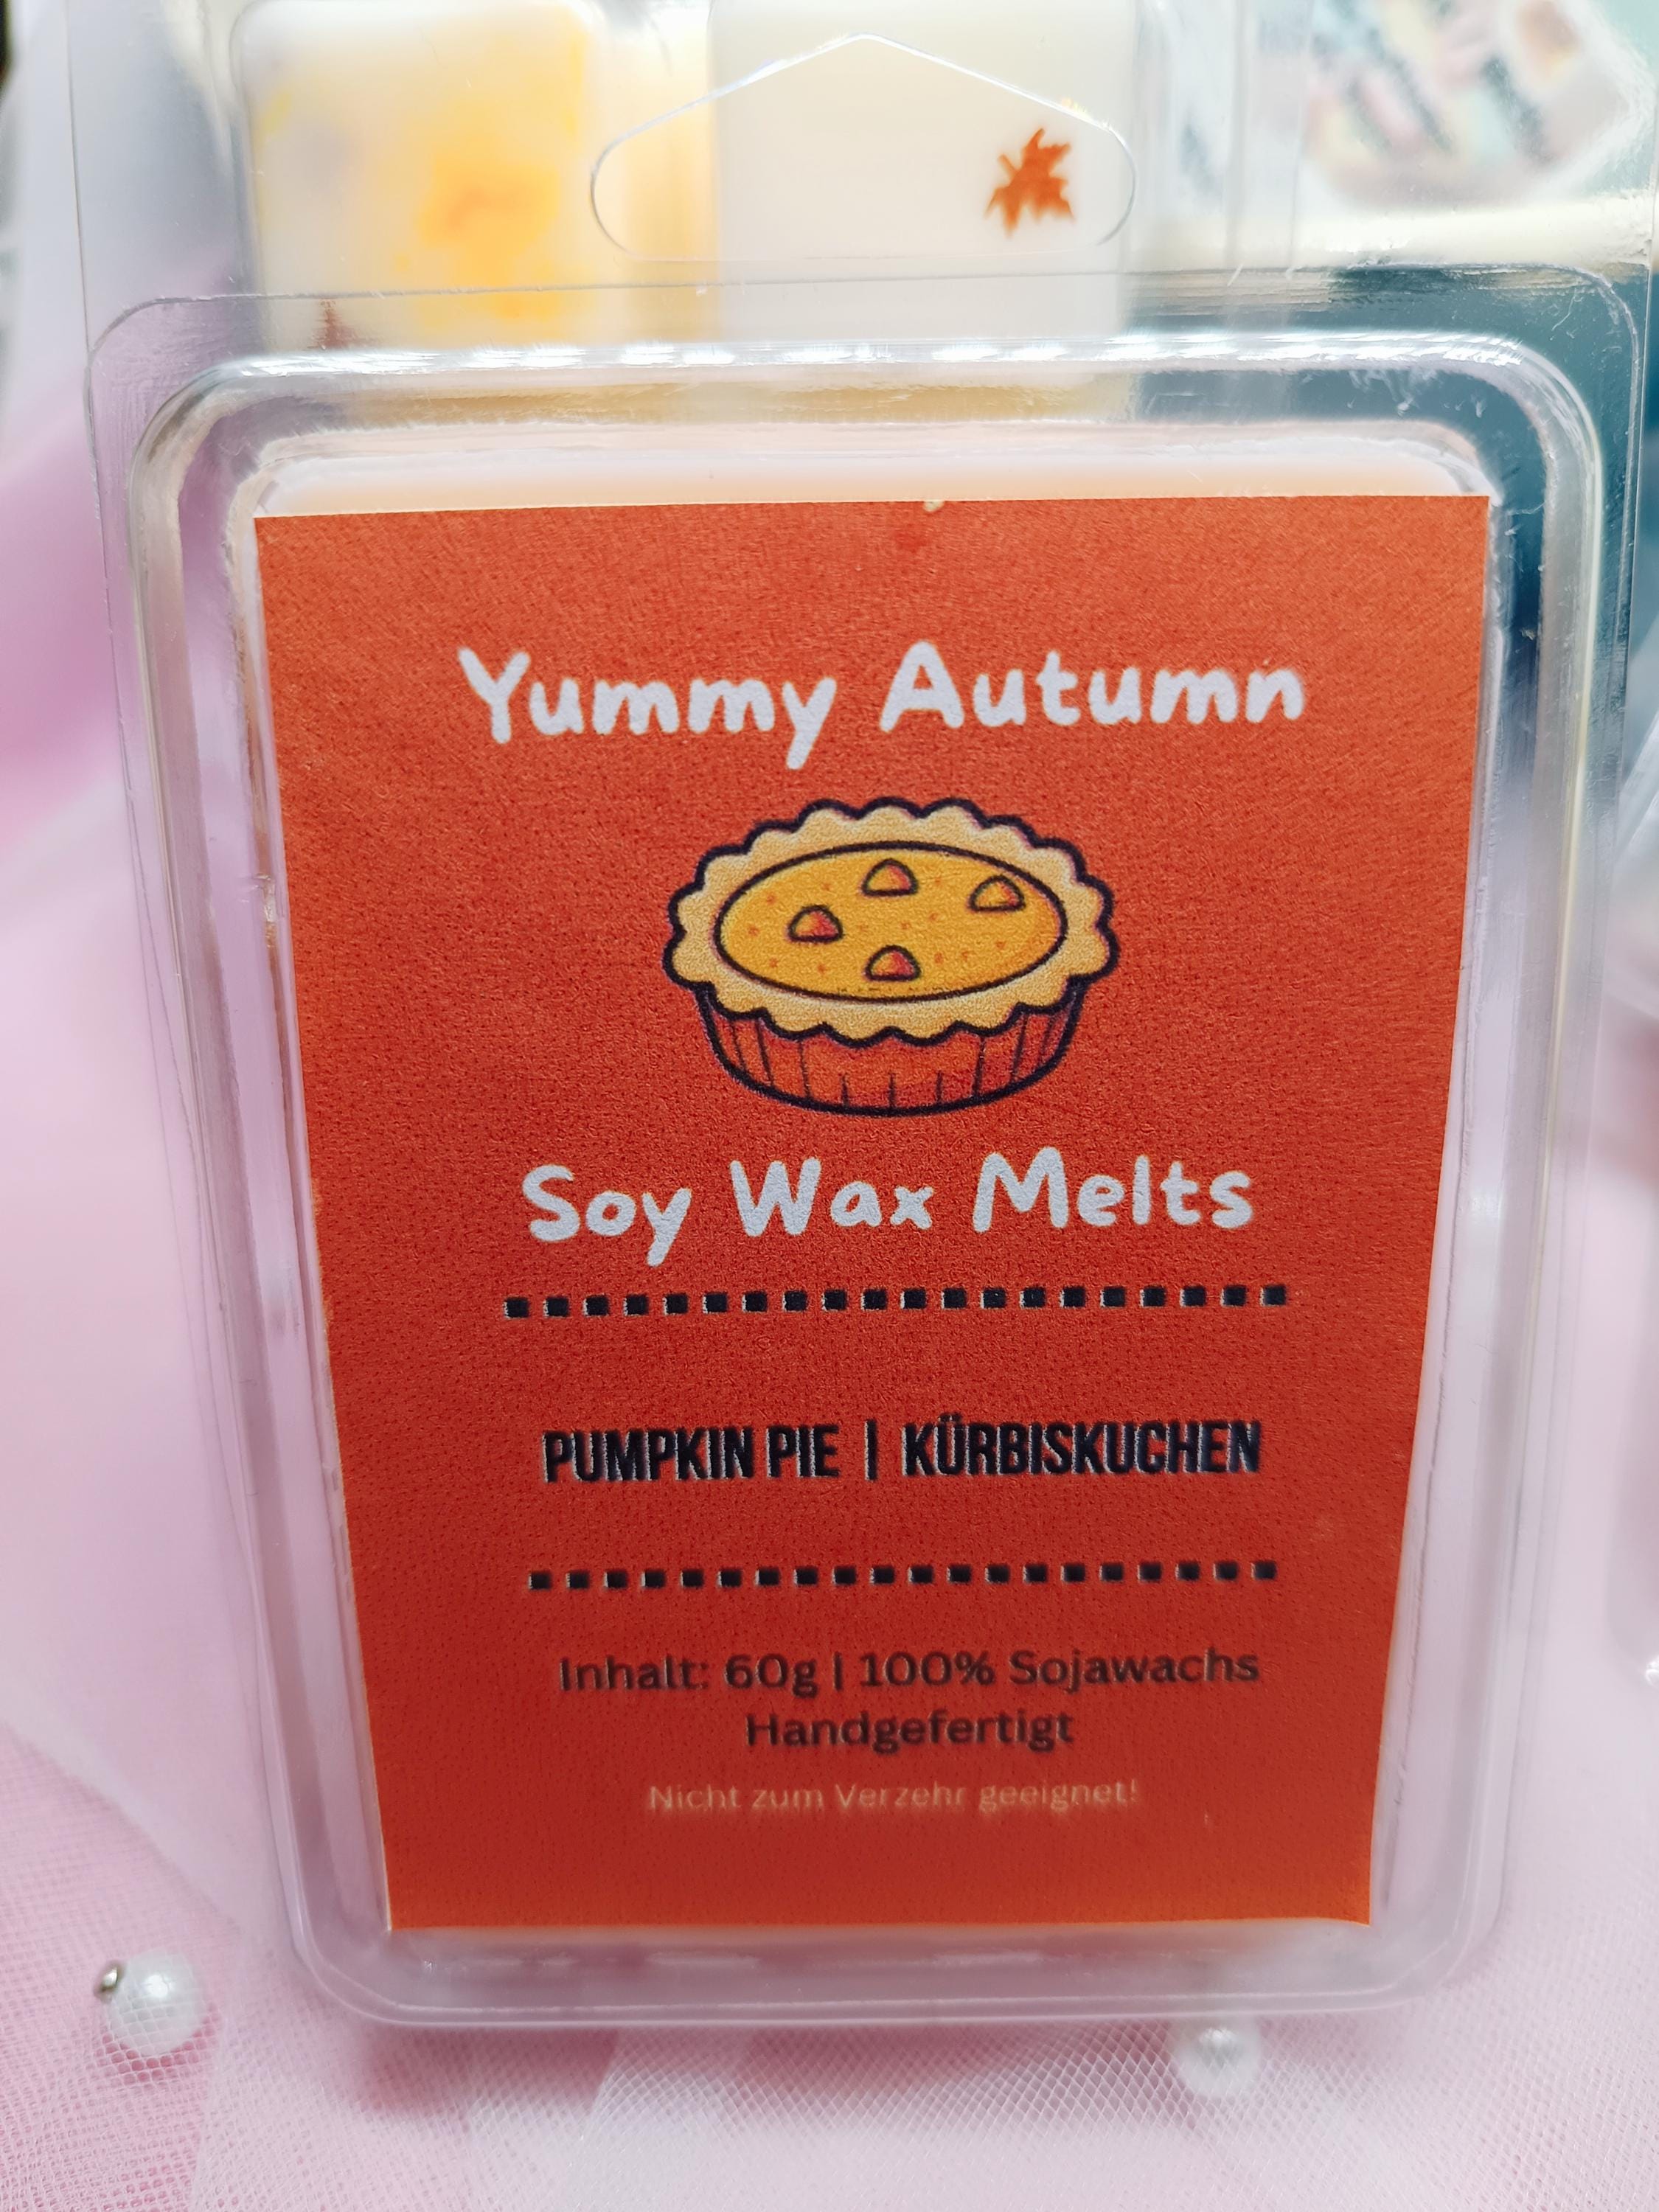 Yummy Autumn
Soy Wax Melts
PUMPKIN PIE | KÜRBISKUCHEN
Inhalt: 60g | 100% Sojawachs
Handgefertigt
Nicht zum Verzehr geeignet!